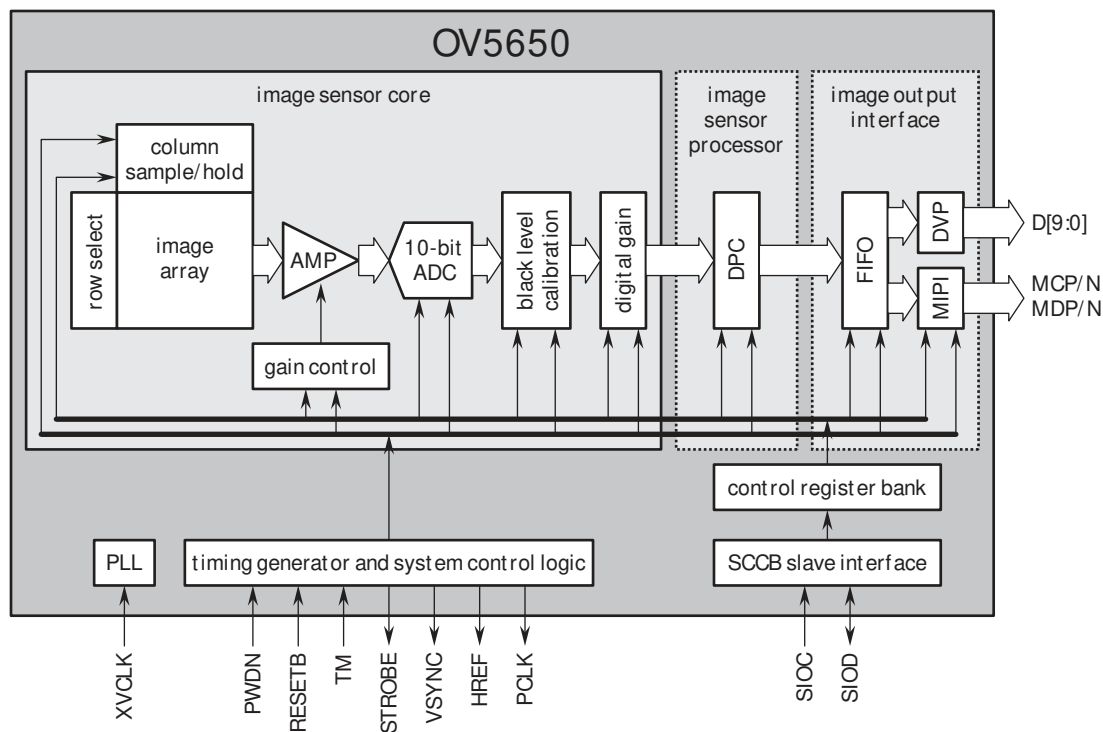 OV5650
image sensor core
image
sensor
processor
image output
interface
column
sample/hold
row select
image
array
AMP
10-bit
ADC
black level
calibration
digital gain
DPC
FIFO
DVP
MIPI
D[9:0]
MCP/N
MDP/N
gain control
control register bank
PLL
timing generator and system control logic
SCCB slave interface
XVCLK
PWDN
RESETB
TM
STROBE
VSYNC
HREF
PCLK
SIOC
SIOD